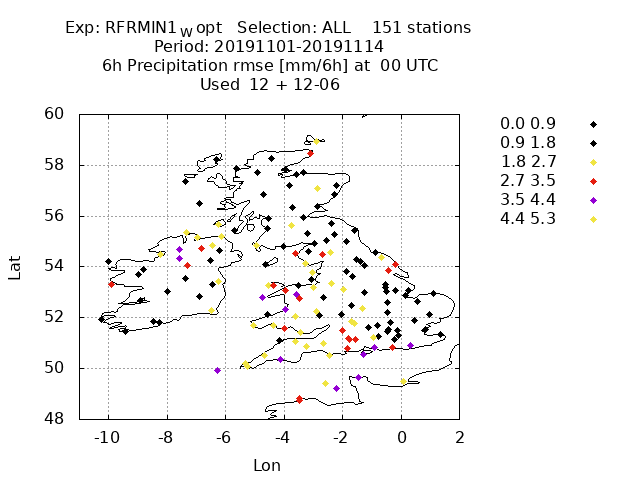 Exp: RFRMIN1_W opt   Selection: ALL    151 stations
Period: 20191101-20191114
6h Precipitation rmse [mm/6h] at  00 UTC
Used  12 + 12-06
0.0 0.9
0.9 1.8
1.8 2.7
2.7 3.5
3.5 4.4
4.4 5.3
60
58
56
54
52
50
48
Lat
-10 -8 -6 -4 -2 0 2
Lon